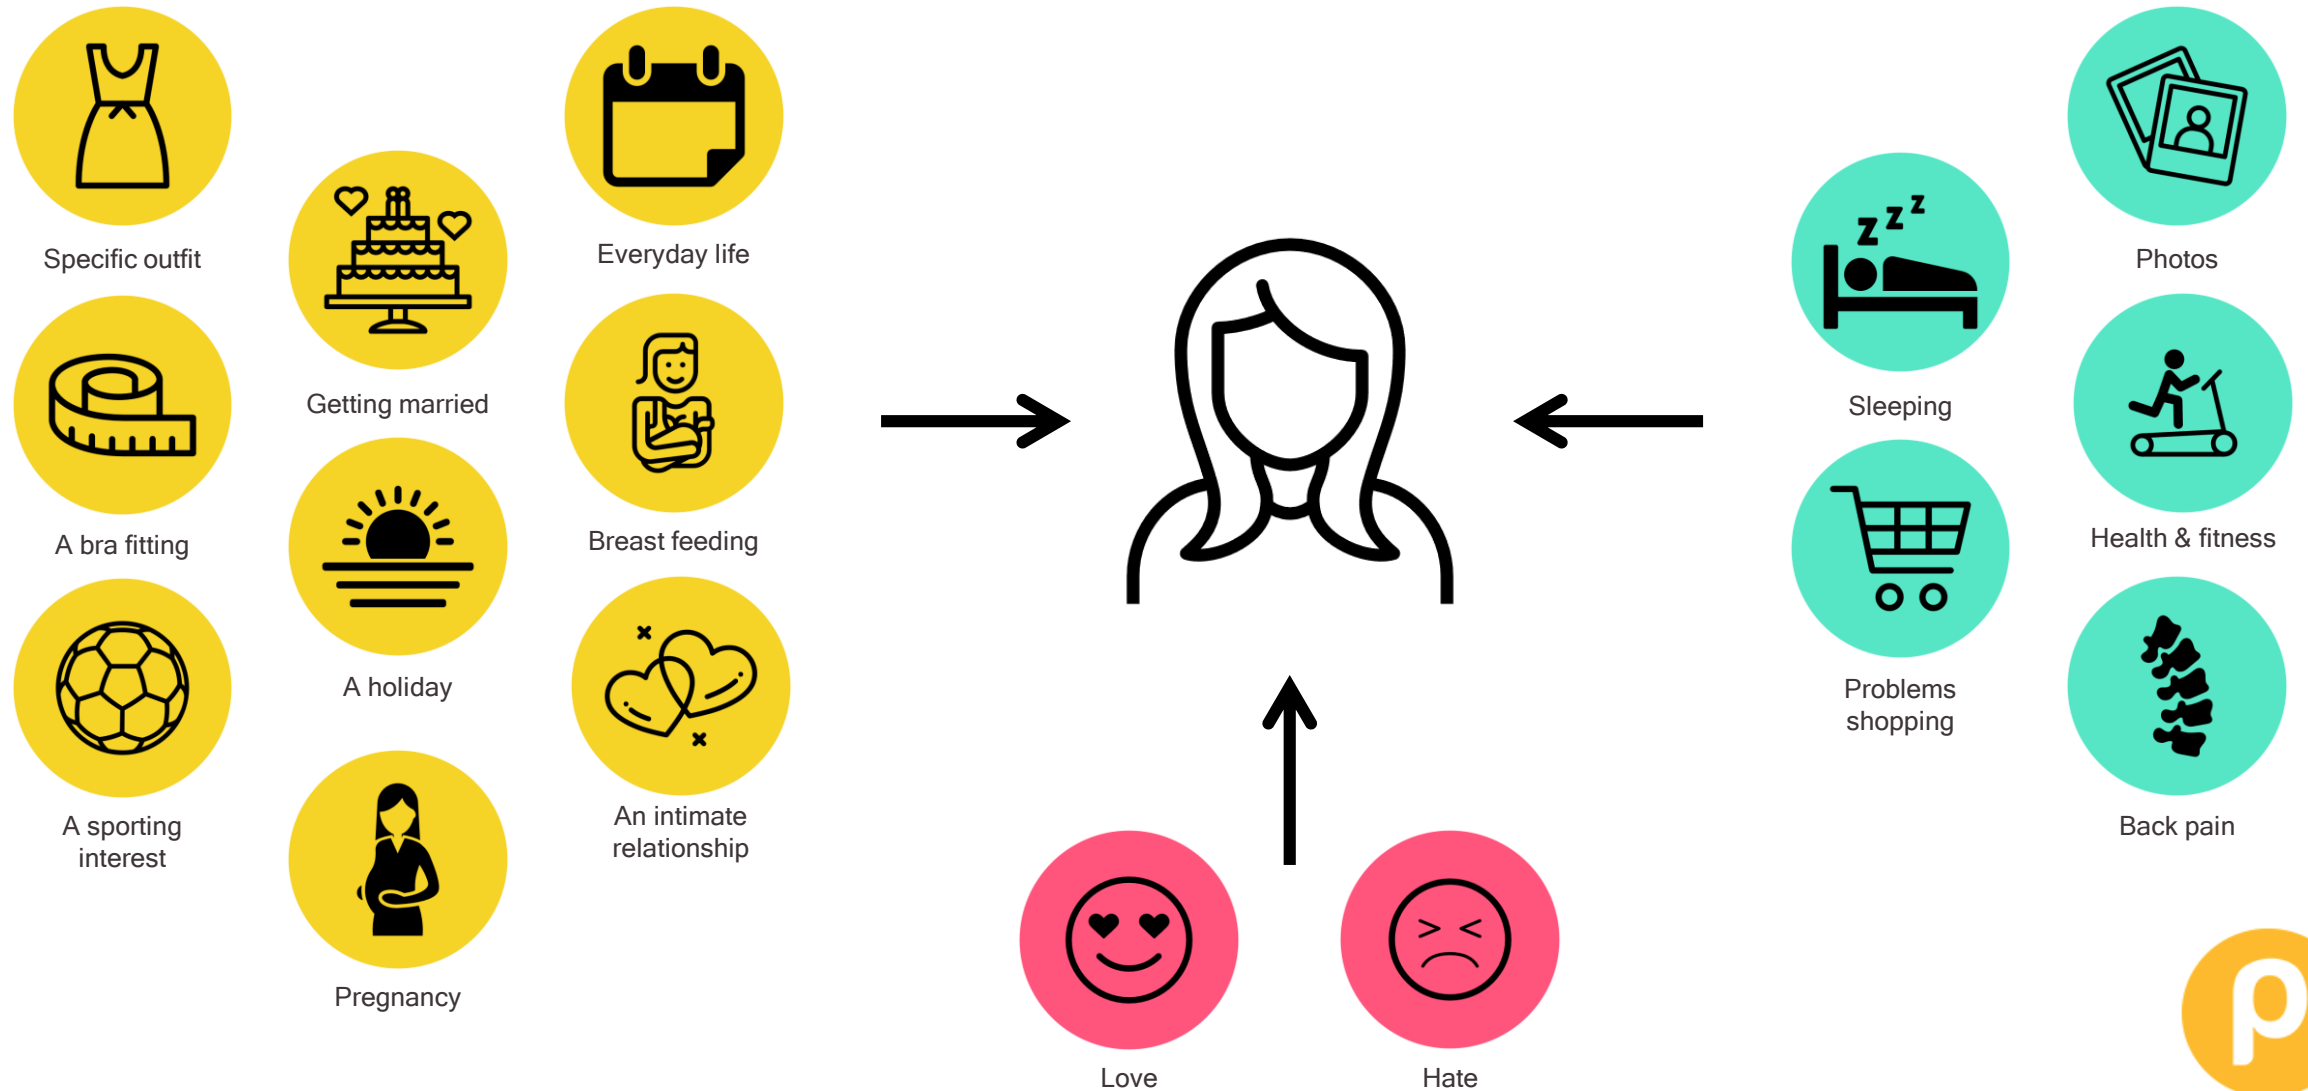 Specific outfit
A bra fitting
A sporting
interest
Getting married
A holiday
Pregnancy
Everyday life
Breast feeding
An intimate
relationship
z z z
Love
Hate
Sleeping
Problems
shopping
Photos
Health & fitness
Back pain
p